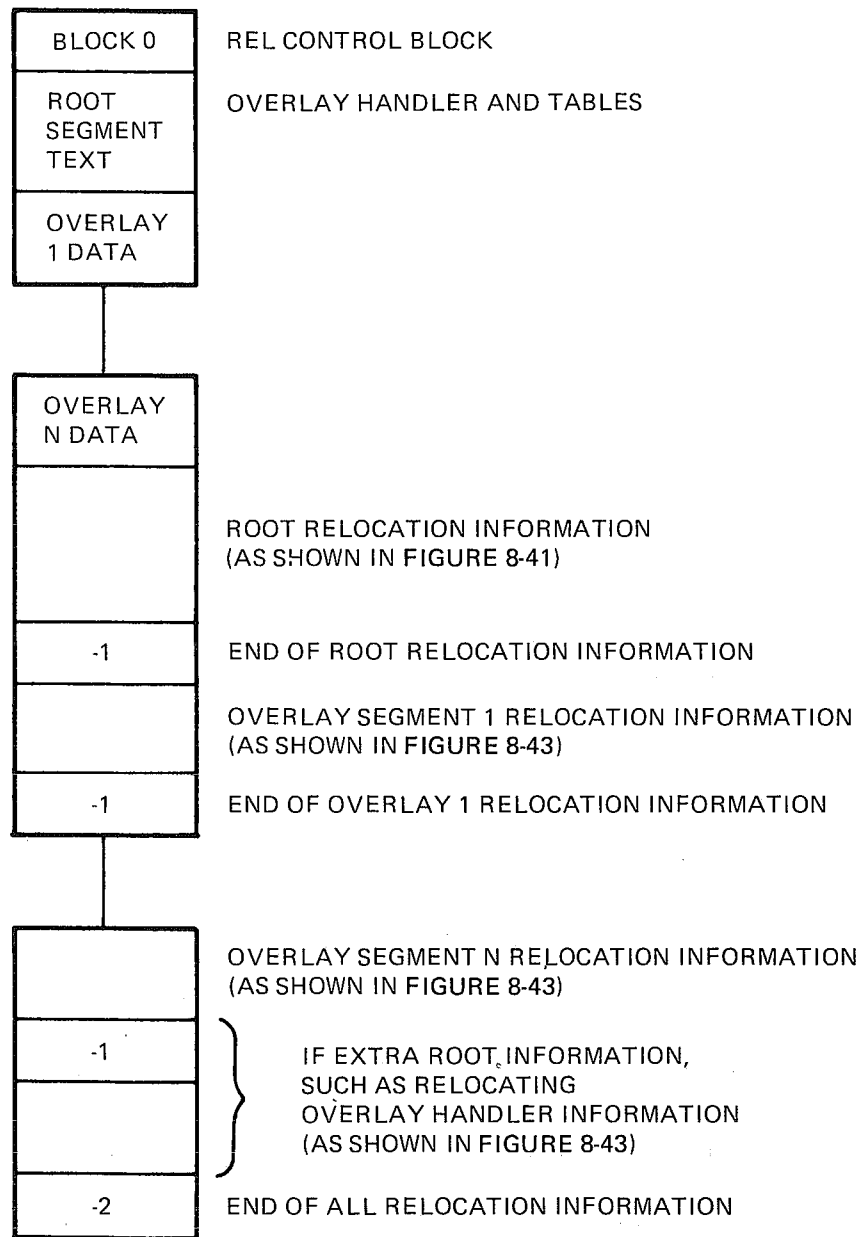 BLOCK 0
REL CONTROL BLOCK
ROOT
SEGMENT
TEXT
OVERLAY HANDLER AND TABLES
OVERLAY
1 DATA
OVERLAY
N DATA
ROOT RELOCATION INFORMATION
(AS SHOWN IN FIGURE 8-41)
-1
END OF ROOT RELOCATION INFORMATION
OVERLAY SEGMENT 1 RELOCATION INFORMATION
(AS SHOWN IN FIGURE 8-43)
-1
END OF OVERLAY 1 RELOCATION INFORMATION
OVERLAY SEGMENT N RELOCATION INFORMATION
(AS SHOWN IN FIGURE 8-43)
-1
IF EXTRA ROOT INFORMATION,
SUCH AS RELOCATING
OVERLAY HANDLER INFORMATION
(AS SHOWN IN FIGURE 8-43)
-2
END OF ALL RELOCATION INFORMATION